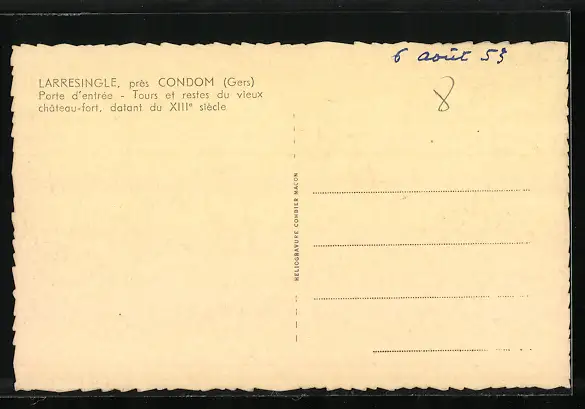 6 août 53
LARRESINGLE, près CONDOM (Gers)
Porte d'entrée - Tours et restes du vieux
château-fort, datant du XIIIe siècle
8
HELIOGRAVURE COMBIER MACON